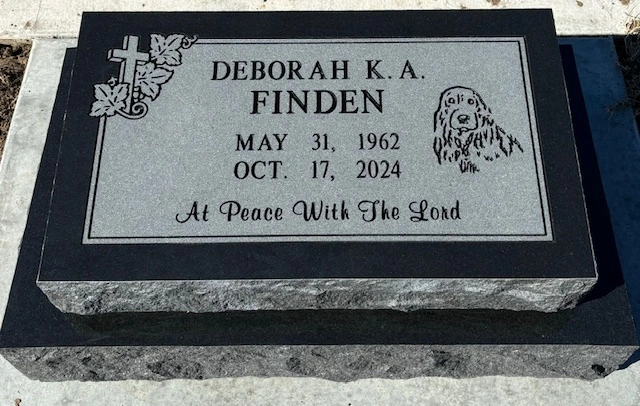 DEBORAH K. A.
FINDEN
MAY 31, 1962
OCT. 17, 2024
At Peace With The Lord